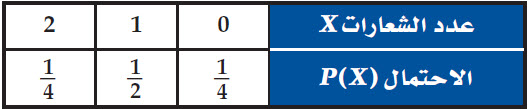 عدد الشعارات X 0 1 2
الاحتمال P(X) 1/4 1/2 1/4